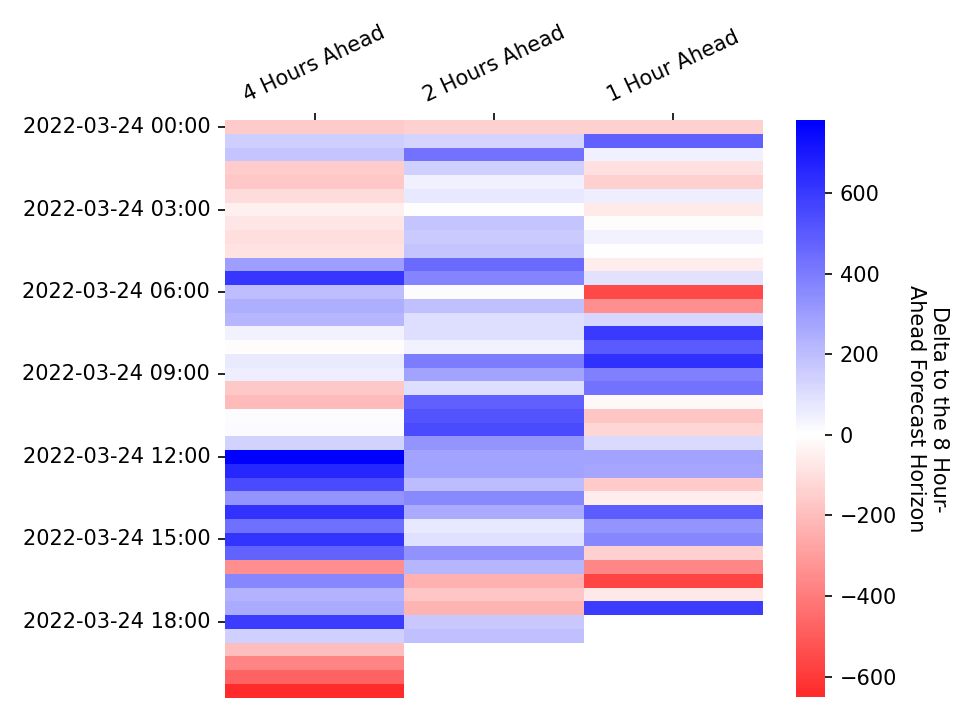 4 Hours Ahead
2 Hours Ahead
1 Hour Ahead
2022-03-24 00:00
2022-03-24 03:00
2022-03-24 06:00
2022-03-24 09:00
2022-03-24 12:00
2022-03-24 15:00
2022-03-24 18:00
600
400
200
0
−200
−400
−600
Delta to the 8 Hour-
Ahead Forecast Horizon